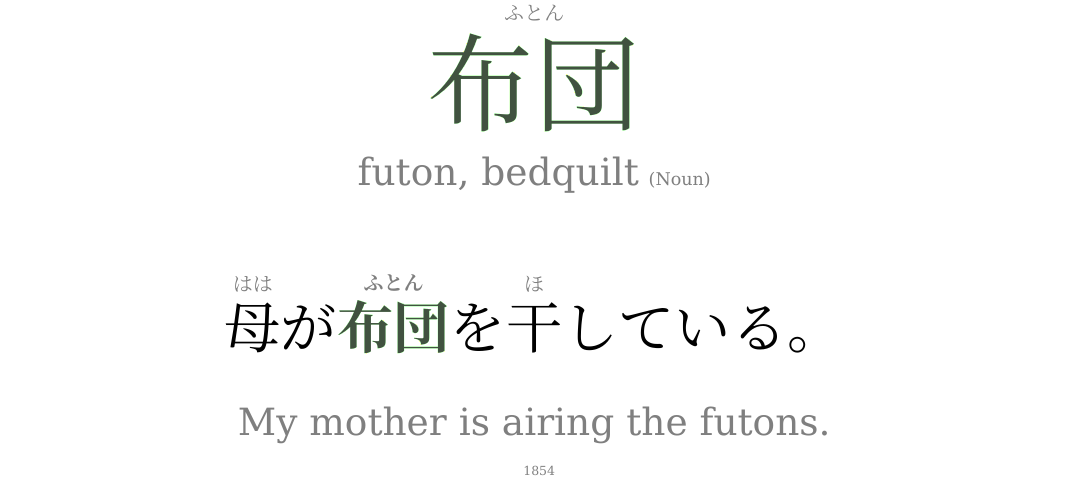 ふとん
布団
futon, bedquilt (Noun)
はは ふとん ほ
母が布団を干している。
My mother is airing the futons.
1854